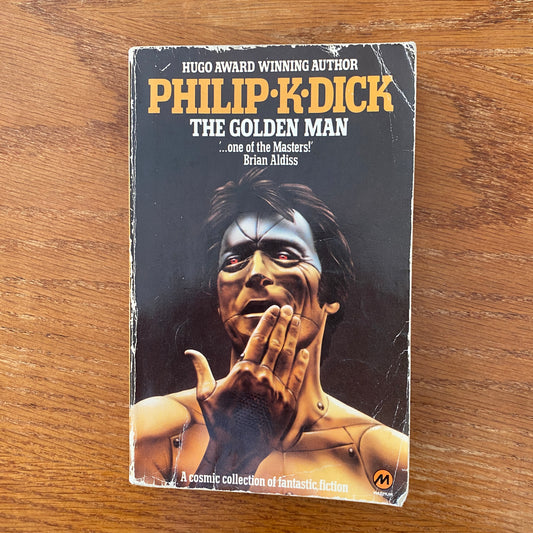 HUGO AWARD WINNING AUTHOR
PHILIP•K•DICK
THE GOLDEN MAN
'...one of the Masters!'
Brian Aldiss
A cosmic collection of fantastic fiction
M
MAGNUM